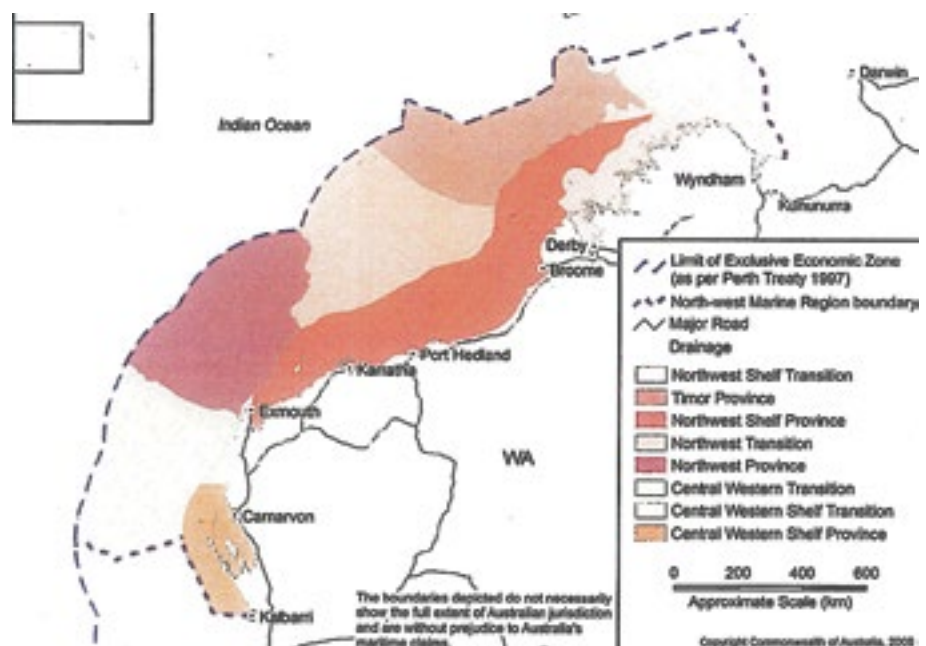 Indian Ocean
Darwin
Wyndham
Kununurra
Derby
Broome
Port Hedland
Karratha
Exmouth
WA
Carnarvon
Kalbarri
Limit of Exclusive Economic Zone
(as per Perth Treaty 1997)
North-west Marine Region boundary
Major Road
Drainage
Northwest Shelf Transition
Timor Province
Northwest Shelf Province
Northwest Transition
Northwest Province
Central Western Transition
Central Western Shelf Transition
Central Western Shelf Province
0 200 400 600
Approximate Scale (km)
The boundaries depicted do not necessarily
show the full extent of Australian jurisdiction
and are without prejudice to Australia's
maritime claims.
Copyright Commonwealth of Australia, 2008